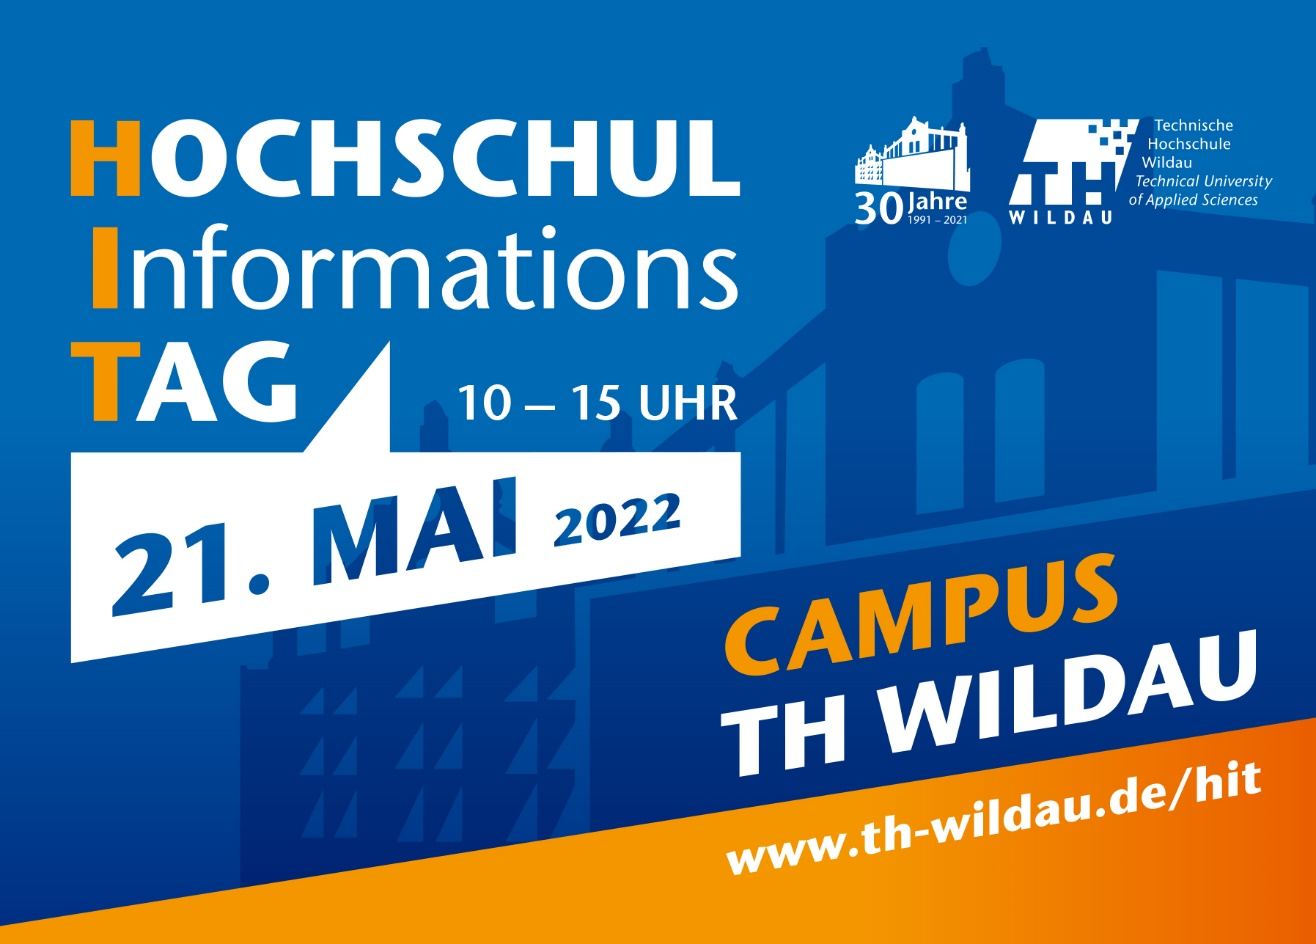 HOCHSCHUL
Informations
TAG
10 – 15 UHR
21. MAI 2022
30 Jahre
1991 – 2021
TH
WILDAU
Technische
Hochschule
Wildau
Technical University
of Applied Sciences
CAMPUS
TH WILDAU
www.th-wildau.de/hit